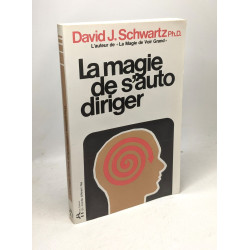 David J. Schwartz Ph.D.
L'auteur de «La Magie de Voir Grand»
La magie
de s'auto
diriger